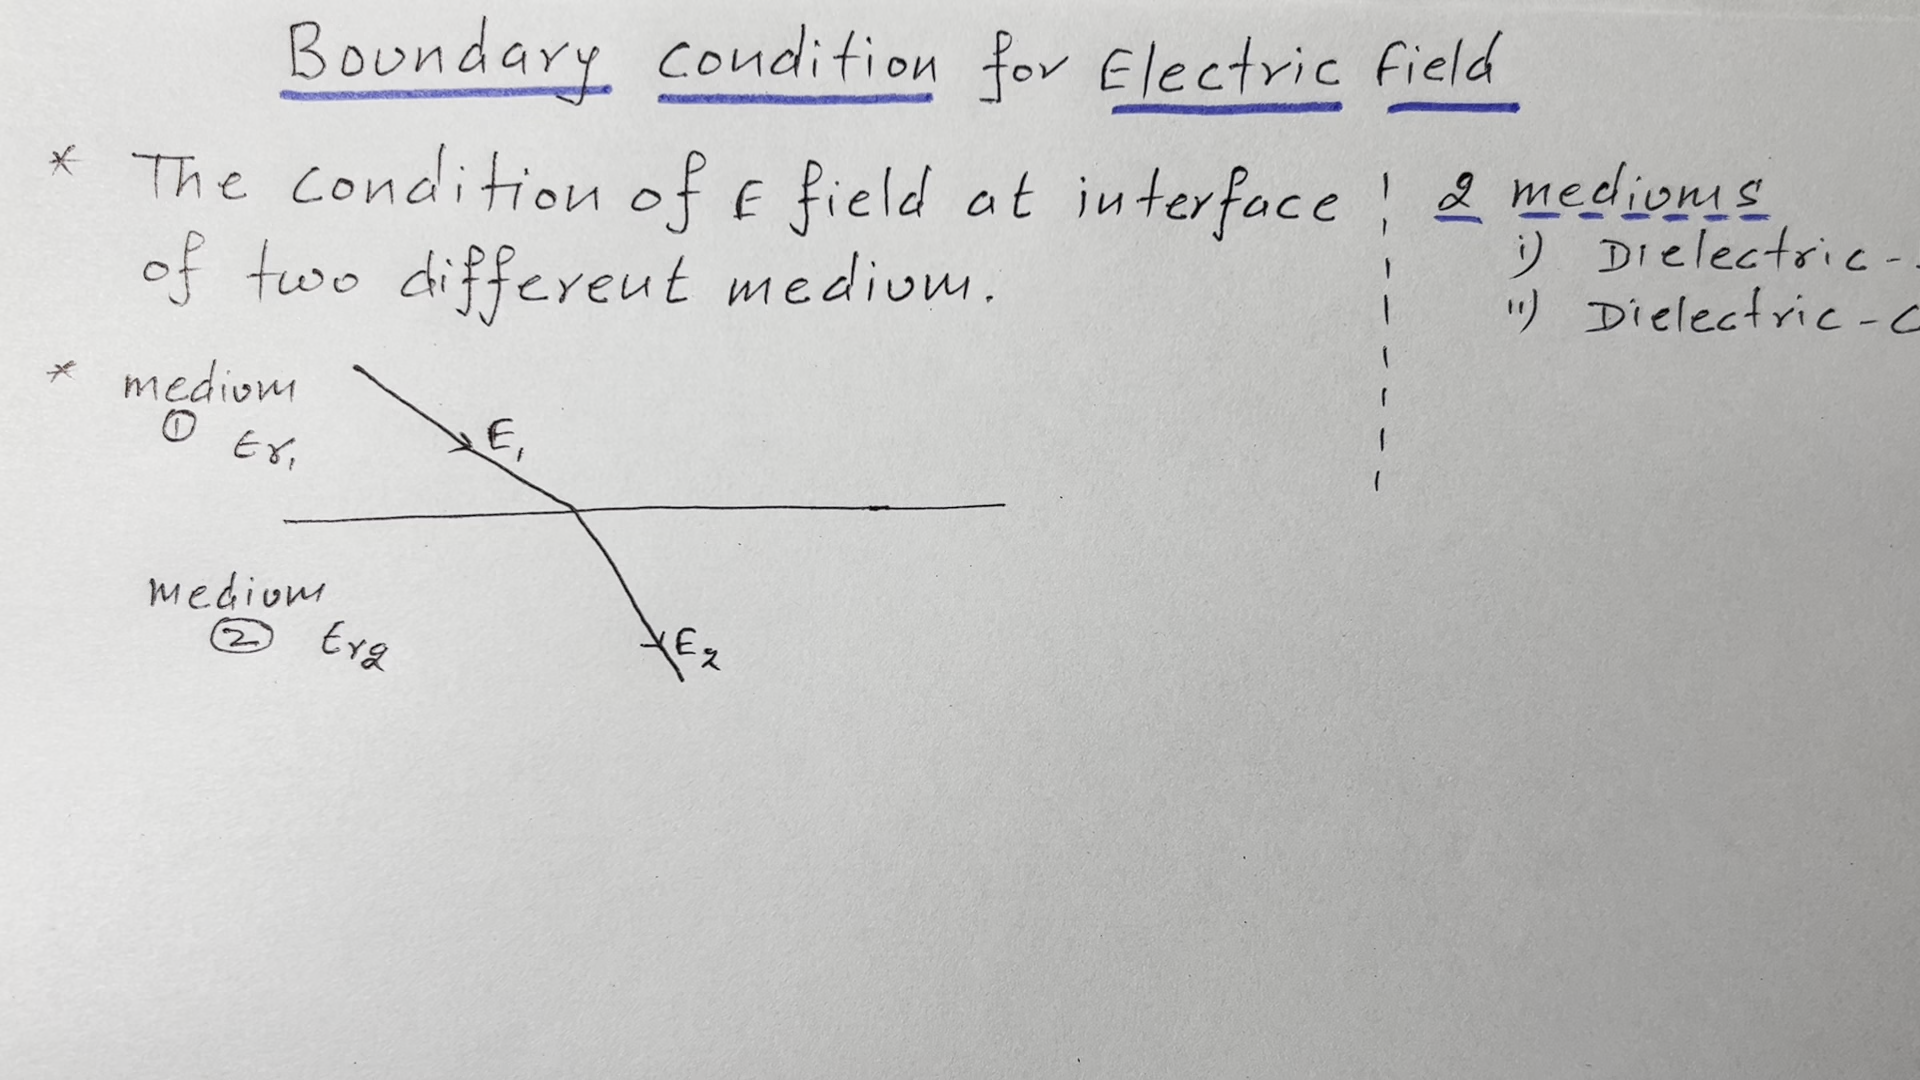 Boundary condition for Electric field
* The condition of E field at interface
of two different medium.
2 mediums
i) Dielectric -
ii) Dielectric - C
* medium
① εr₁
E₁
medium
② εr₂
E₂